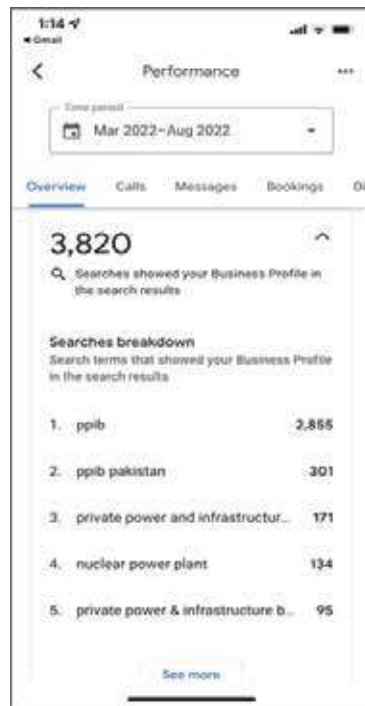 1:14
Gmail
Performance
Time period
Mar 2022–Aug 2022
Overview Calls Messages Bookings Di
3,820
Searches showed your Business Profile in
the search results
Searches breakdown
Search terms that showed your Business Profile
in the search results
1. ppib 2,855
2. ppib pakistan 301
3. private power and infrastructur... 171
4. nuclear power plant 134
5. private power & infrastructure b... 95
See more